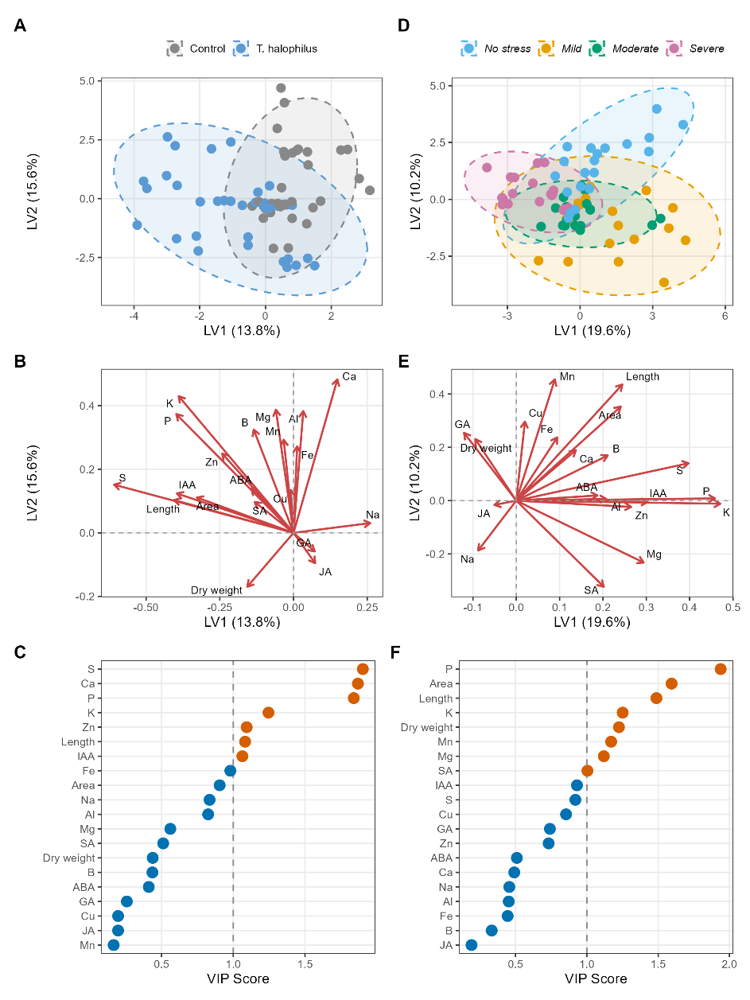 A
Control
T. halophilus
5.0
2.5
0.0
-2.5
-4
-2
0
2
LV1 (13.8%)
LV2 (15.6%)
D
No stress
Mild
Moderate
Severe
5.0
2.5
0.0
-2.5
-3
0
3
6
LV1 (19.6%)
LV2 (10.2%)
B
Ca
K
P
Mg
Al
B
Mn
Fe
Zn
S
IAA
ABA
Cu
Length
Area
SA
Na
GA
JA
Dry weight
0.4
0.2
0.0
-0.2
-0.50
-0.25
0.00
0.25
LV1 (13.8%)
LV2 (15.6%)
E
Mn
Length
Cu
Area
GA
Fe
Dry weight
B
Ca
S
ABA
IAA
P
JA
Al
Zn
K
Na
Mg
SA
0.4
0.2
0.0
-0.2
-0.1
0.0
0.1
0.2
0.3
0.4
0.5
LV1 (19.6%)
LV2 (10.2%)
C
S
Ca
P
K
Zn
Length
IAA
Fe
Area
Na
Al
Mg
SA
Dry weight
B
ABA
GA
Cu
JA
Mn
0.5
1.0
1.5
VIP Score
F
P
Area
Length
K
Dry weight
Mn
Mg
SA
IAA
S
Cu
GA
Zn
ABA
Ca
Na
Al
Fe
B
JA
0.5
1.0
1.5
2.0
VIP Score